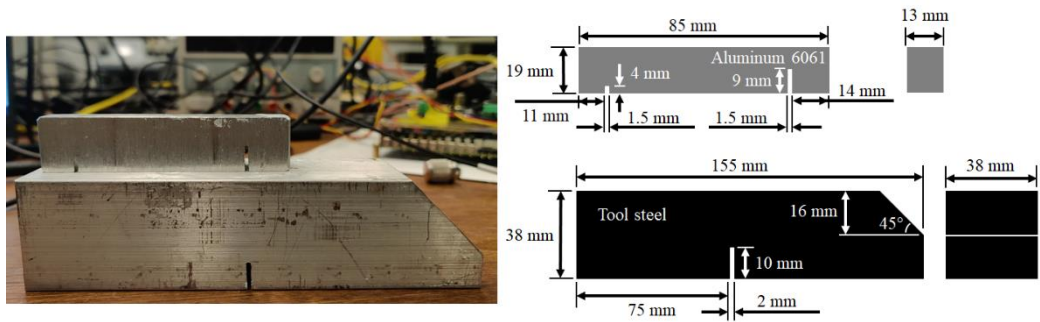 85 mm
13 mm
Aluminum 6061
19 mm
4 mm
9 mm
11 mm
1.5 mm
1.5 mm
14 mm
155 mm
38 mm
Tool steel
16 mm
45°
38 mm
10 mm
75 mm
2 mm